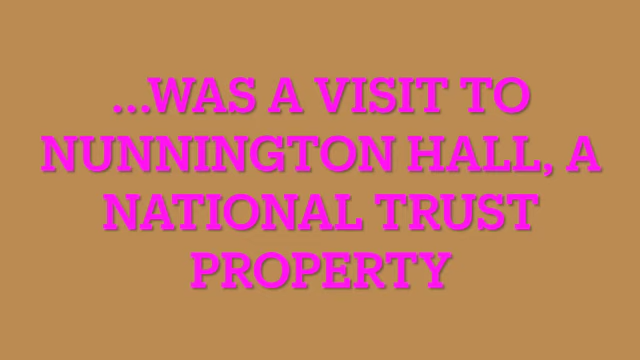 ...WAS A VISIT TO
NUNNINGTON HALL, A
NATIONAL TRUST
PROPERTY